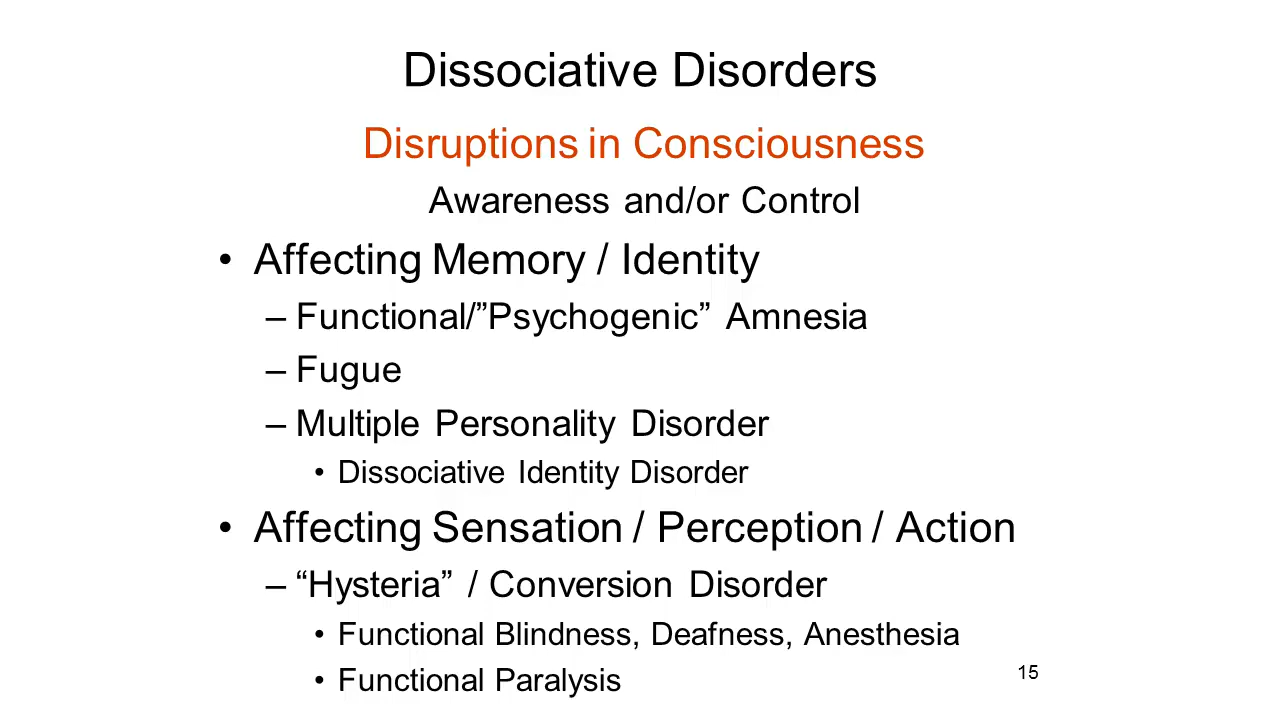 Dissociative Disorders
Disruptions in Consciousness
Awareness and/or Control
• Affecting Memory / Identity
– Functional/”Psychogenic” Amnesia
– Fugue
– Multiple Personality Disorder
• Dissociative Identity Disorder
• Affecting Sensation / Perception / Action
– “Hysteria” / Conversion Disorder
• Functional Blindness, Deafness, Anesthesia
• Functional Paralysis
15